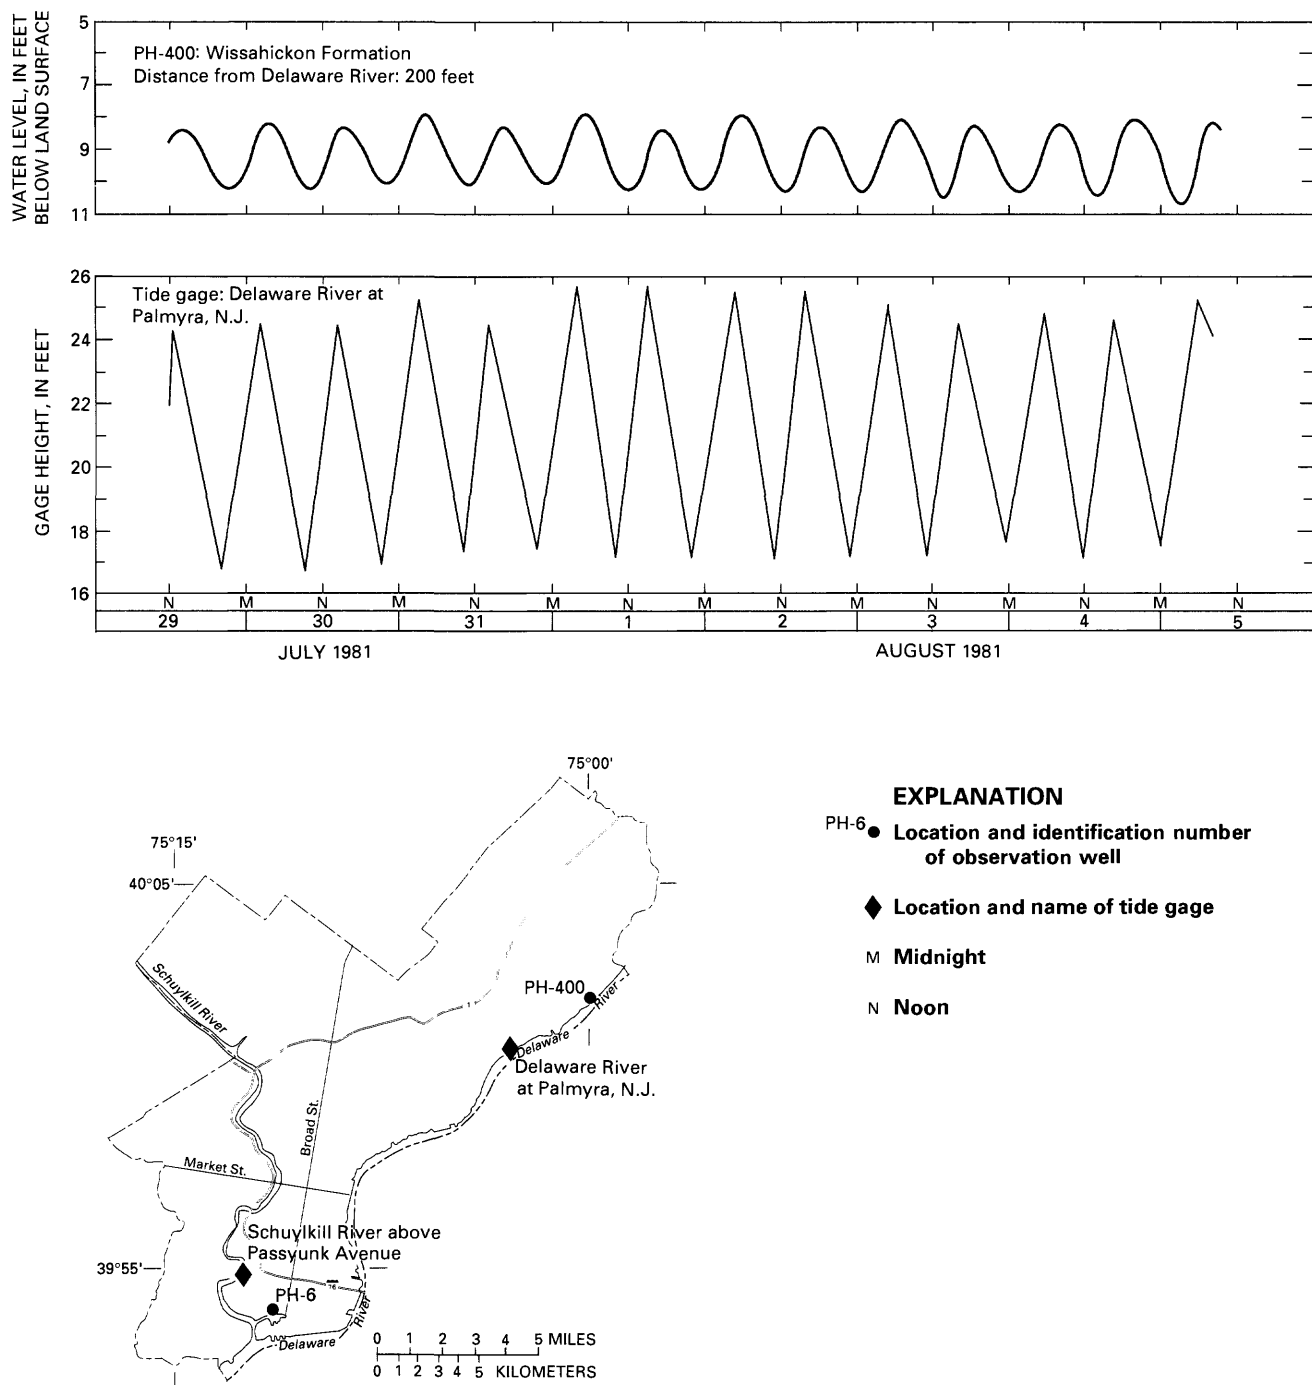 WATER LEVEL, IN FEET
BELOW LAND SURFACE
5
7
9
11
PH-400: Wissahickon Formation
Distance from Delaware River: 200 feet
GAGE HEIGHT, IN FEET
26
24
22
20
18
16
Tide gage: Delaware River at
Palmyra, N.J.
N M N M N M N M N M N M N M N
29 30 31 1 2 3 4 5
JULY 1981 AUGUST 1981
75°00'
75°15'
40°05'
Schuylkill River
PH-400
River
Delaware
Delaware River
at Palmyra, N.J.
Broad St.
Market St.
Schuylkill River above
Passyunk Avenue
39°55'
PH-6
76
River
Delaware
0 1 2 3 4 5 MILES
0 1 2 3 4 5 KILOMETERS
EXPLANATION
PH-6 Location and identification number
of observation well
Location and name of tide gage
M Midnight
N Noon